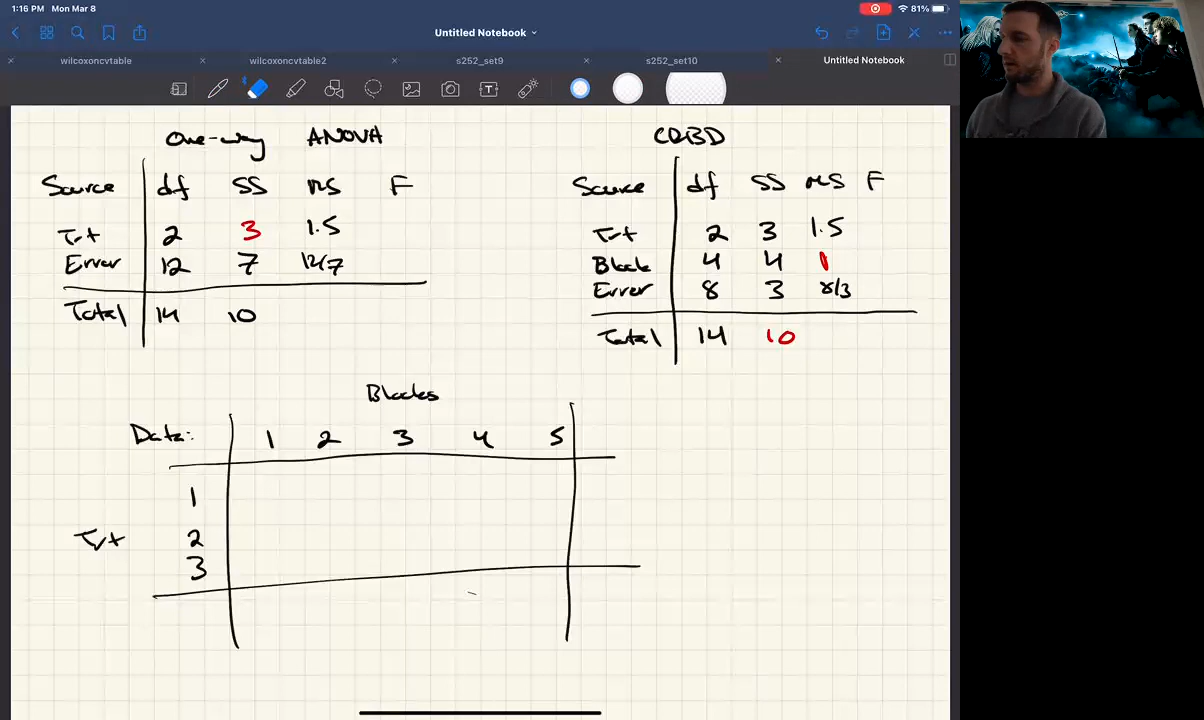 1:16 PM Mon Mar 8
81%
Untitled Notebook
wilcoxoncvtable
wilcoxoncvtable2
s252_set9
s252_set10
Untitled Notebook
One-way ANOVA
Source df SS MS F
Trt 2 3 1.5
Error 12 7 12/7
Total 14 10
CRBD
Source df SS MS F
Trt 2 3 1.5
Block 4 4 1
Error 8 3 8/3
Total 14 10
Blocks
Data: 1 2 3 4 5
1
Trt 2
3